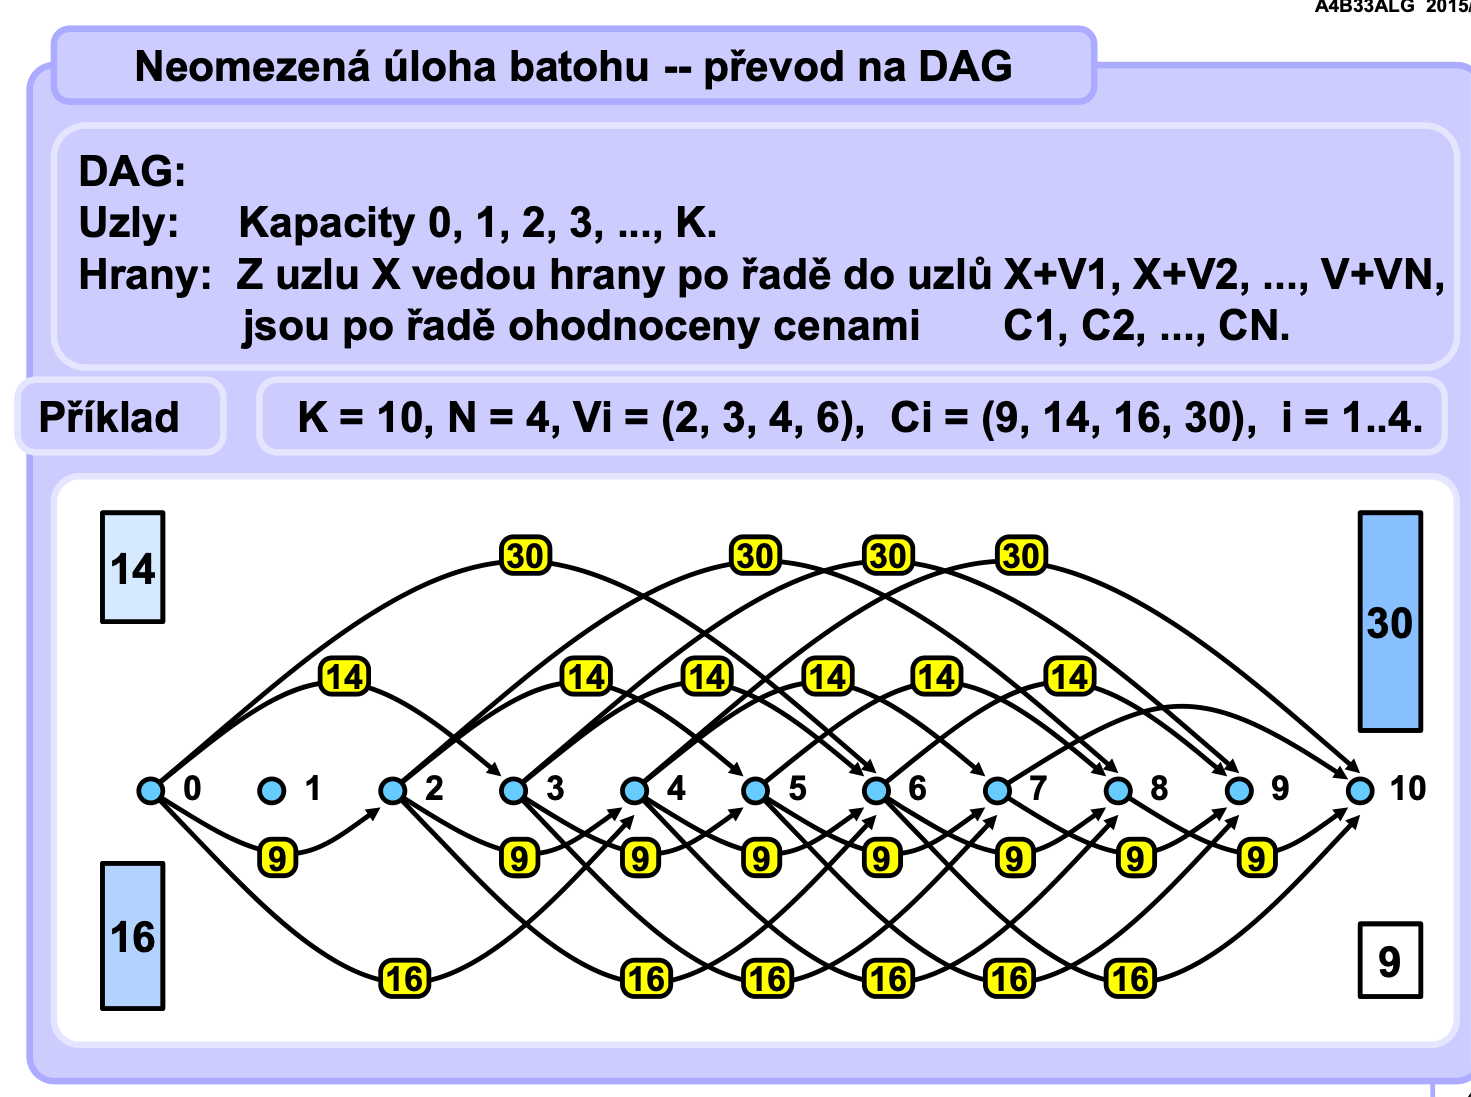 A4B33ALG 2015/
Neomezená úloha batohu -- převod na DAG
DAG:
Uzly: Kapacity 0, 1, 2, 3, ..., K.
Hrany: Z uzlu X vedou hrany po řadě do uzlů X+V1, X+V2, ..., V+VN,
jsou po řadě ohodnoceny cenami C1, C2, ..., CN.
Příklad
K = 10, N = 4, Vi = (2, 3, 4, 6), Ci = (9, 14, 16, 30), i = 1..4.
14
30
30 30 30 30
14 14 14 14 14 14
0 1 2 3 4 5 6 7 8 9 10
9 9 9 9 9 9 9 9
16
16 16 16 16 16 16
9